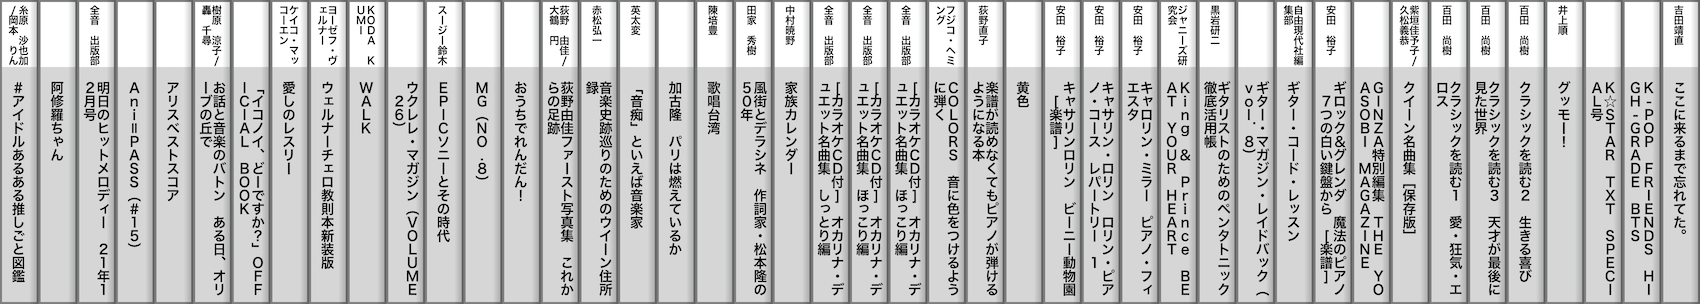 吉田靖直
ここに来るまで忘れてた。
K-POP FRIENDS HI
GH-GRADE BTS
K☆STAR TXT SPECI
AL号
井上順
グッモー！
百田 尚樹
クラシックを読む2 生きる喜び
百田 尚樹
クラシックを読む3 天才が最後に
見た世界
百田 尚樹
クラシックを読む1 愛・狂気・エ
ロス
紫垣佳予子/
久松義恭
クイーン名曲集［保存版］
GINZA特別編集 THE YO
ASOBI MAGAZINE
安田 裕子
ギロック&グレンダ 魔法のピアノ
 7つの白い鍵盤から ［楽譜］
自由現代社編
集部
ギター・コード・レッスン
ギター・マガジン・レイドバック（
vol．8）
黒岩研二
ギタリストのためのペンタトニック
徹底活用帳
ジャニーズ研
究会
King & Prince BE
AT YOUR HEART
安田 裕子
キャロリン・ミラー ピアノ・フィ
エスタ
安田 裕子
キャサリン・ロリン ロリン・ピア
ノ・コース レパートリー1
安田 裕子
キャサリンロリン ビーニー動物園
 ［楽譜］
黄色
荻野直子
楽譜が読めなくてもピアノが弾ける
ようになる本
フジコ・ヘミ
ング
COLORS 音に色をつけるよう
に弾く
全音 出版部
［カラオケCD付］ オカリナ・デ
ュエット名曲集 ほっこり編
全音 出版部
［カラオケCD付］ オカリナ・デ
ュエット名曲集 ほっこり編
全音 出版部
［カラオケCD付］ オカリナ・デ
ュエット名曲集 しっとり編
中村暁野
家族カレンダー
田家 秀樹
風街とデラシネ 作詞家・松本隆の
50年
陳培豊
歌唱台湾
加古隆 パリは燃えているか
英太変
「音痴」といえば音楽家
赤松弘一
音楽史跡巡りのためのウイーン住所
録
荻野 由佳/
大鶴 円
荻野由佳ファースト写真集 これか
らの足跡
おうちでれんだん！
MG（NO．8）
スージー鈴木
EPICソニーとその時代
ウクレレ・マガジン（VOLUME
 26）
KODA K
UMI
WALK
ヨーゼフ・ヴ
ェルナー
ウェルナーチェロ教則本新装版
ケイコ・マッ
コーエン
愛しのレスリー
「イコノイ、どーですか？」OFF
ICIAL BOOK
樹原 涼子/
轟 千尋
お話と音楽のバトン ある日、オリ
ーブの丘で
アリスベストスコア
Ani=PASS（#15）
全音 出版部
明日のヒットメロディー 21年1
2月号
阿修羅ちゃん
糸原 沙也加
/岡本 りん
#アイドルあるある推しごと図鑑